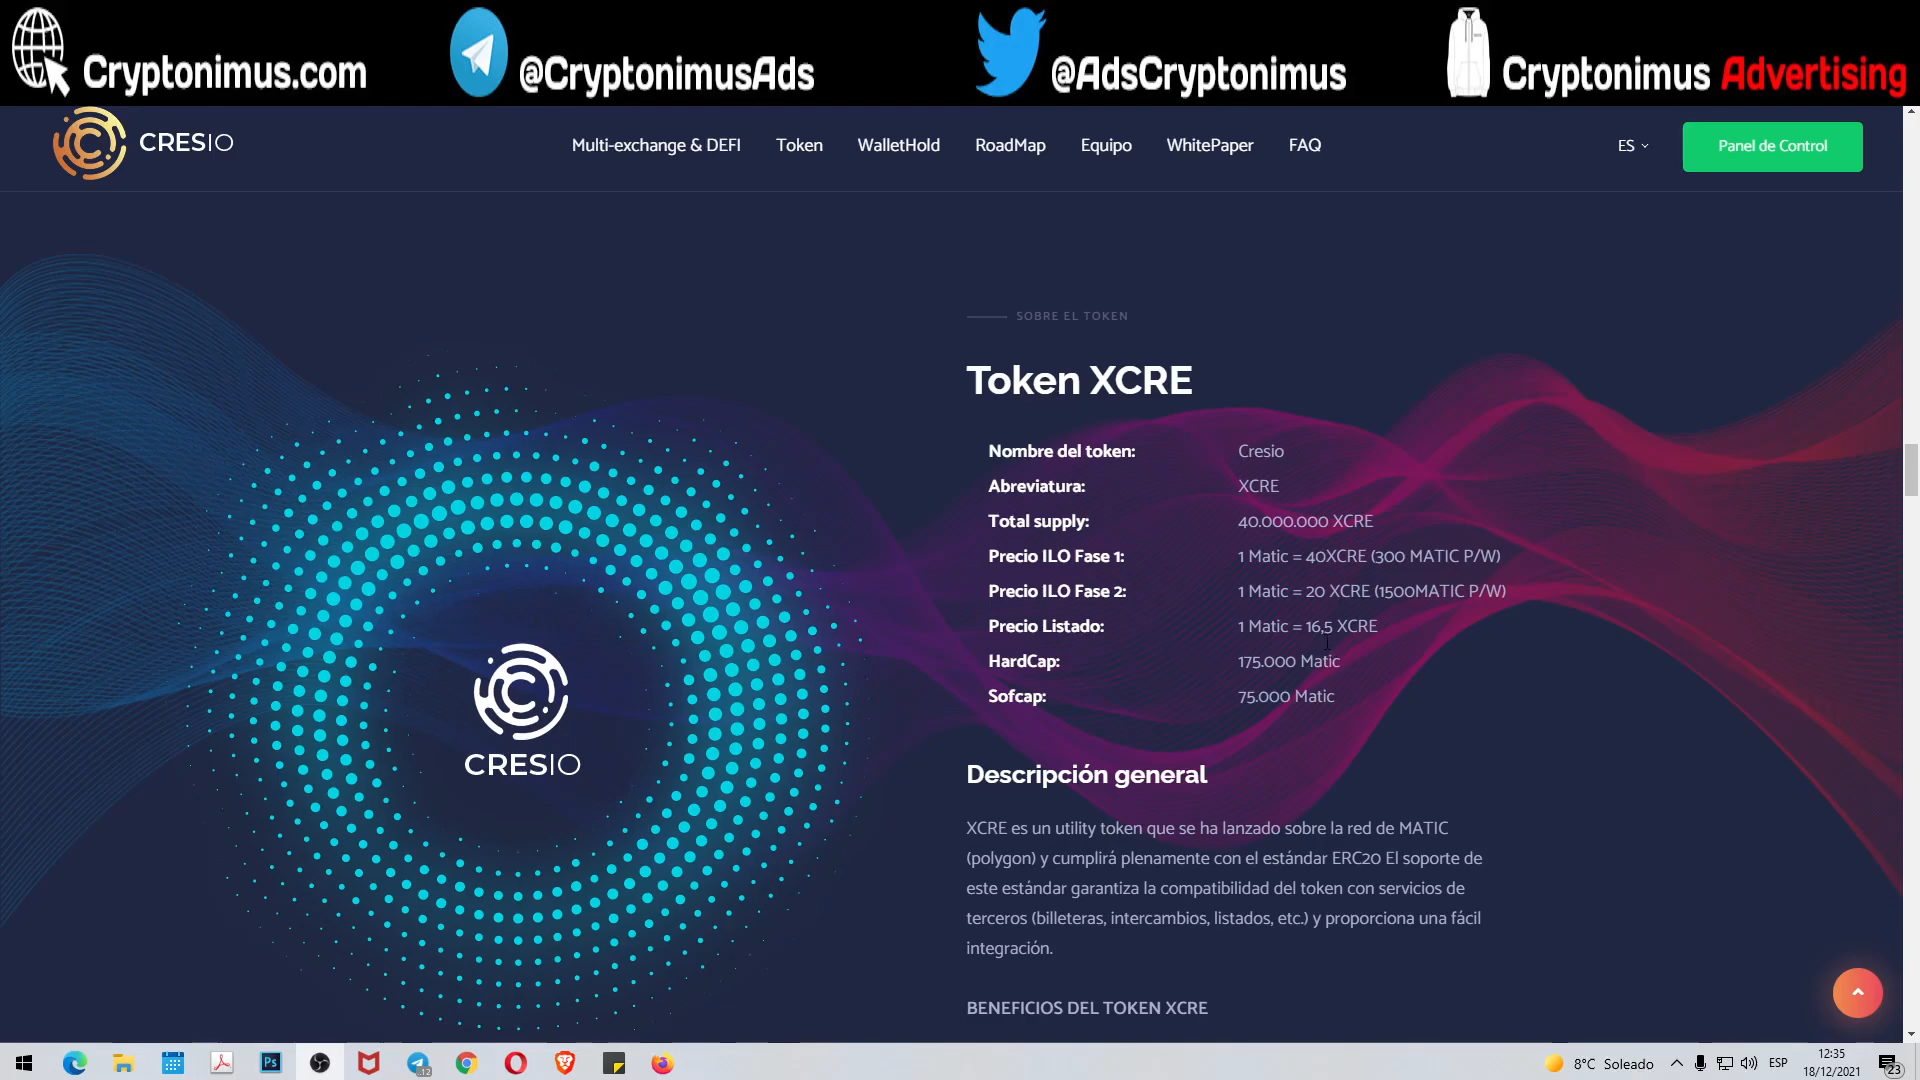 Cryptonimus.com
@CryptonimusAds
@AdsCryptonimus
Cryptonimus Advertising
CRESIO
Multi-exchange & DEFI
Token
WalletHold
RoadMap
Equipo
WhitePaper
FAQ
ES
Panel de Control
SOBRE EL TOKEN
Token XCRE
Nombre del token: Cresio
Abreviatura: XCRE
Total supply: 40.000.000 XCRE
Precio ILO Fase 1: 1 Matic = 40XCRE (300 MATIC P/W)
Precio ILO Fase 2: 1 Matic = 20 XCRE (1500MATIC P/W)
Precio Listado: 1 Matic = 16,5 XCRE
HardCap: 175.000 Matic
Sofcap: 75.000 Matic
CRESIO
Descripción general
XCRE es un utility token que se ha lanzado sobre la red de MATIC
(polygon) y cumplirá plenamente con el estándar ERC20 El soporte de
este estándar garantiza la compatibilidad del token con servicios de
terceros (billeteras, intercambios, listados, etc.) y proporciona una fácil
integración.
BENEFICIOS DEL TOKEN XCRE
Ps
12
8°C Soleado
ESP
12:35
18/12/2021
23